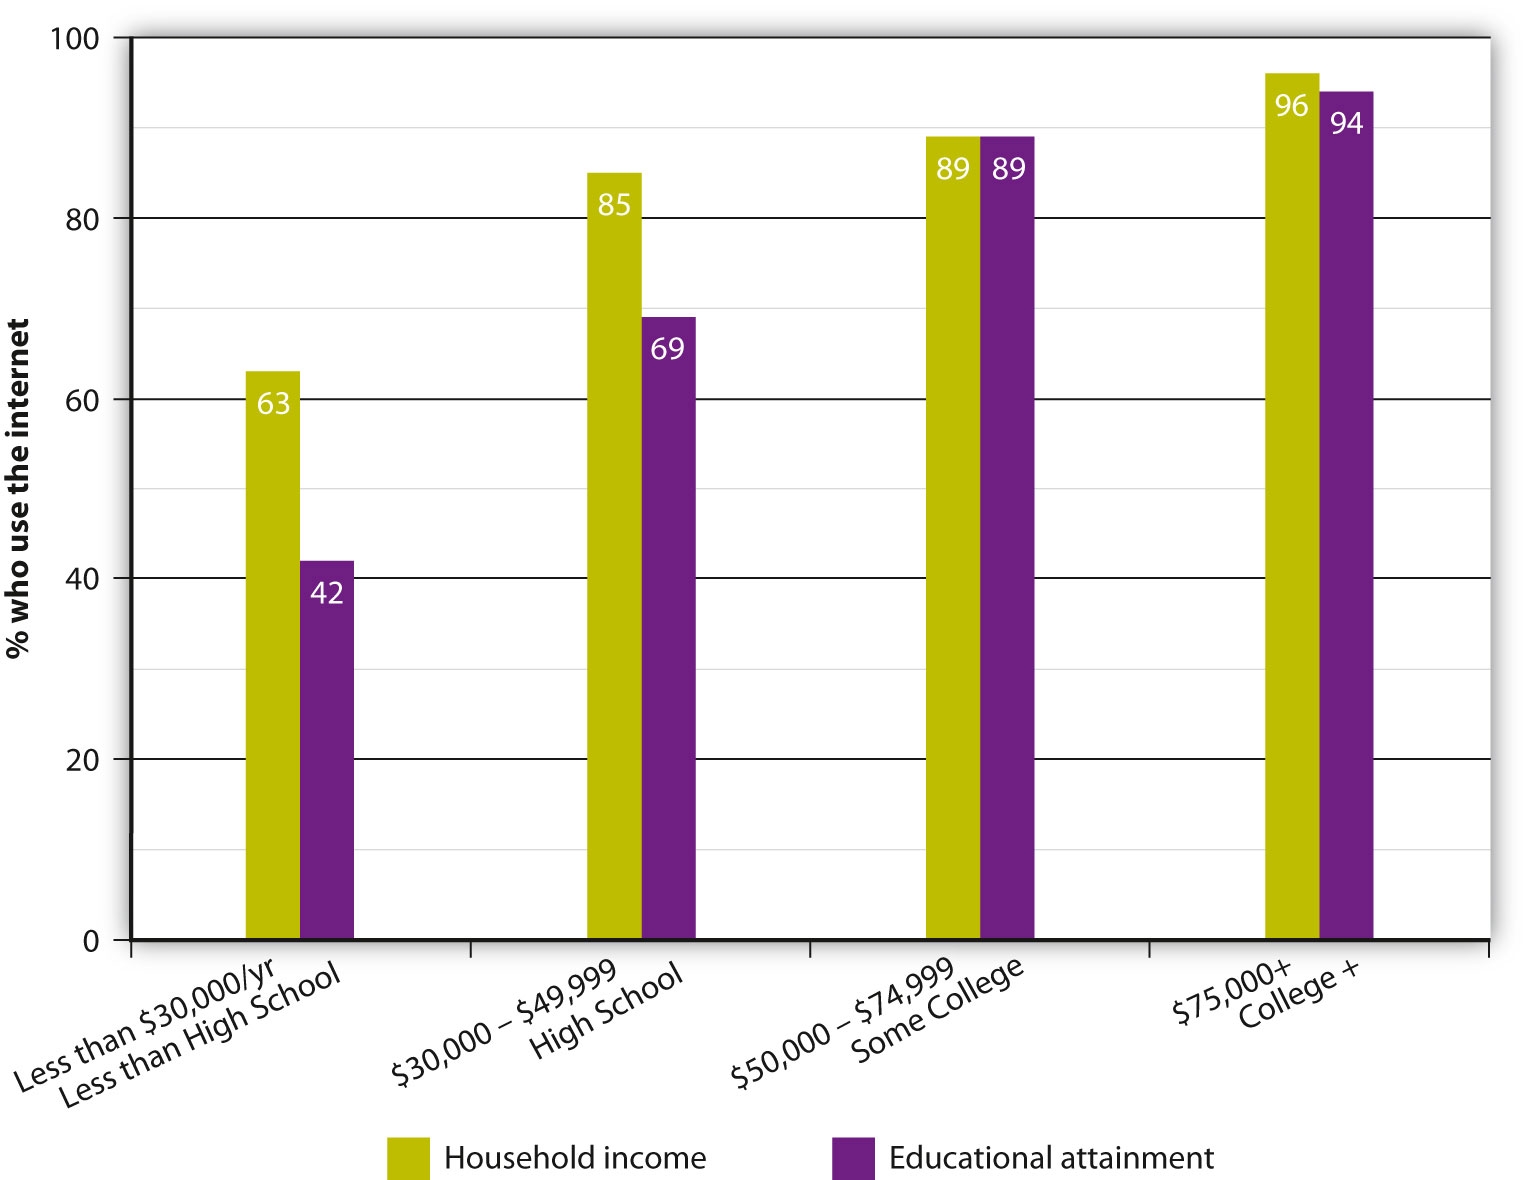 100
80
60
40
20
0
% who use the internet
63
42
85
69
89
89
96
94
Less than $30,000/yr
Less than High School
$30,000 – $49,999
High School
$50,000 – $74,999
Some College
$75,000+
College +
Household income
Educational attainment